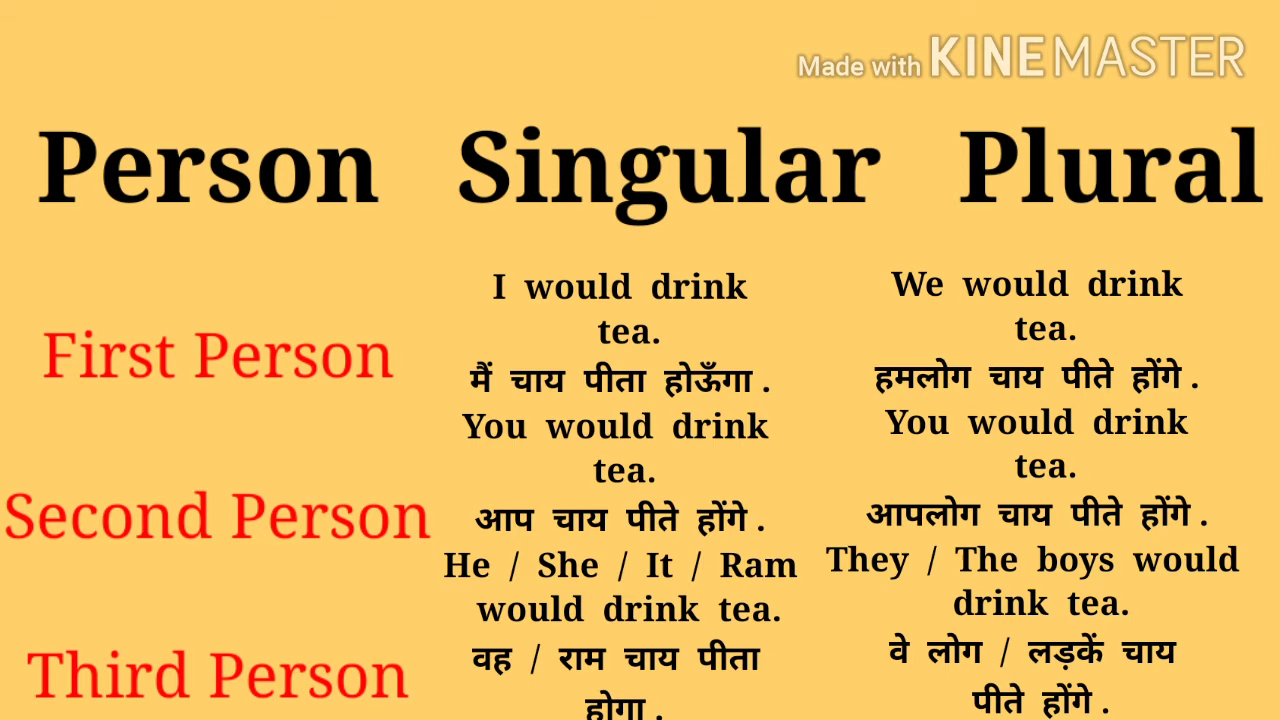 Made with KINEMASTER
Person Singular Plural
First Person
I would drink
tea.
मैं चाय पीता होऊँगा .
We would drink
tea.
हमलोग चाय पीते होंगे .
Second Person
You would drink
tea.
आप चाय पीते होंगे .
You would drink
tea.
आपलोग चाय पीते होंगे .
Third Person
He / She / It / Ram
would drink tea.
वह / राम चाय पीता
होगा .
They / The boys would
drink tea.
वे लोग / लड़कें चाय
पीते होंगे .